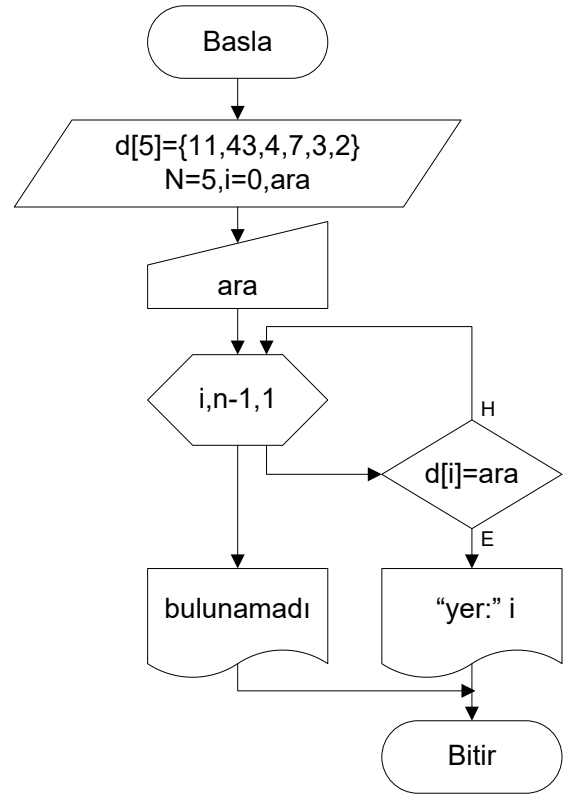 Basla
d[5]={11,43,4,7,3,2}
N=5,i=0,ara
ara
i,n-1,1
H
d[i]=ara
E
bulunamadı
“yer:” i
Bitir